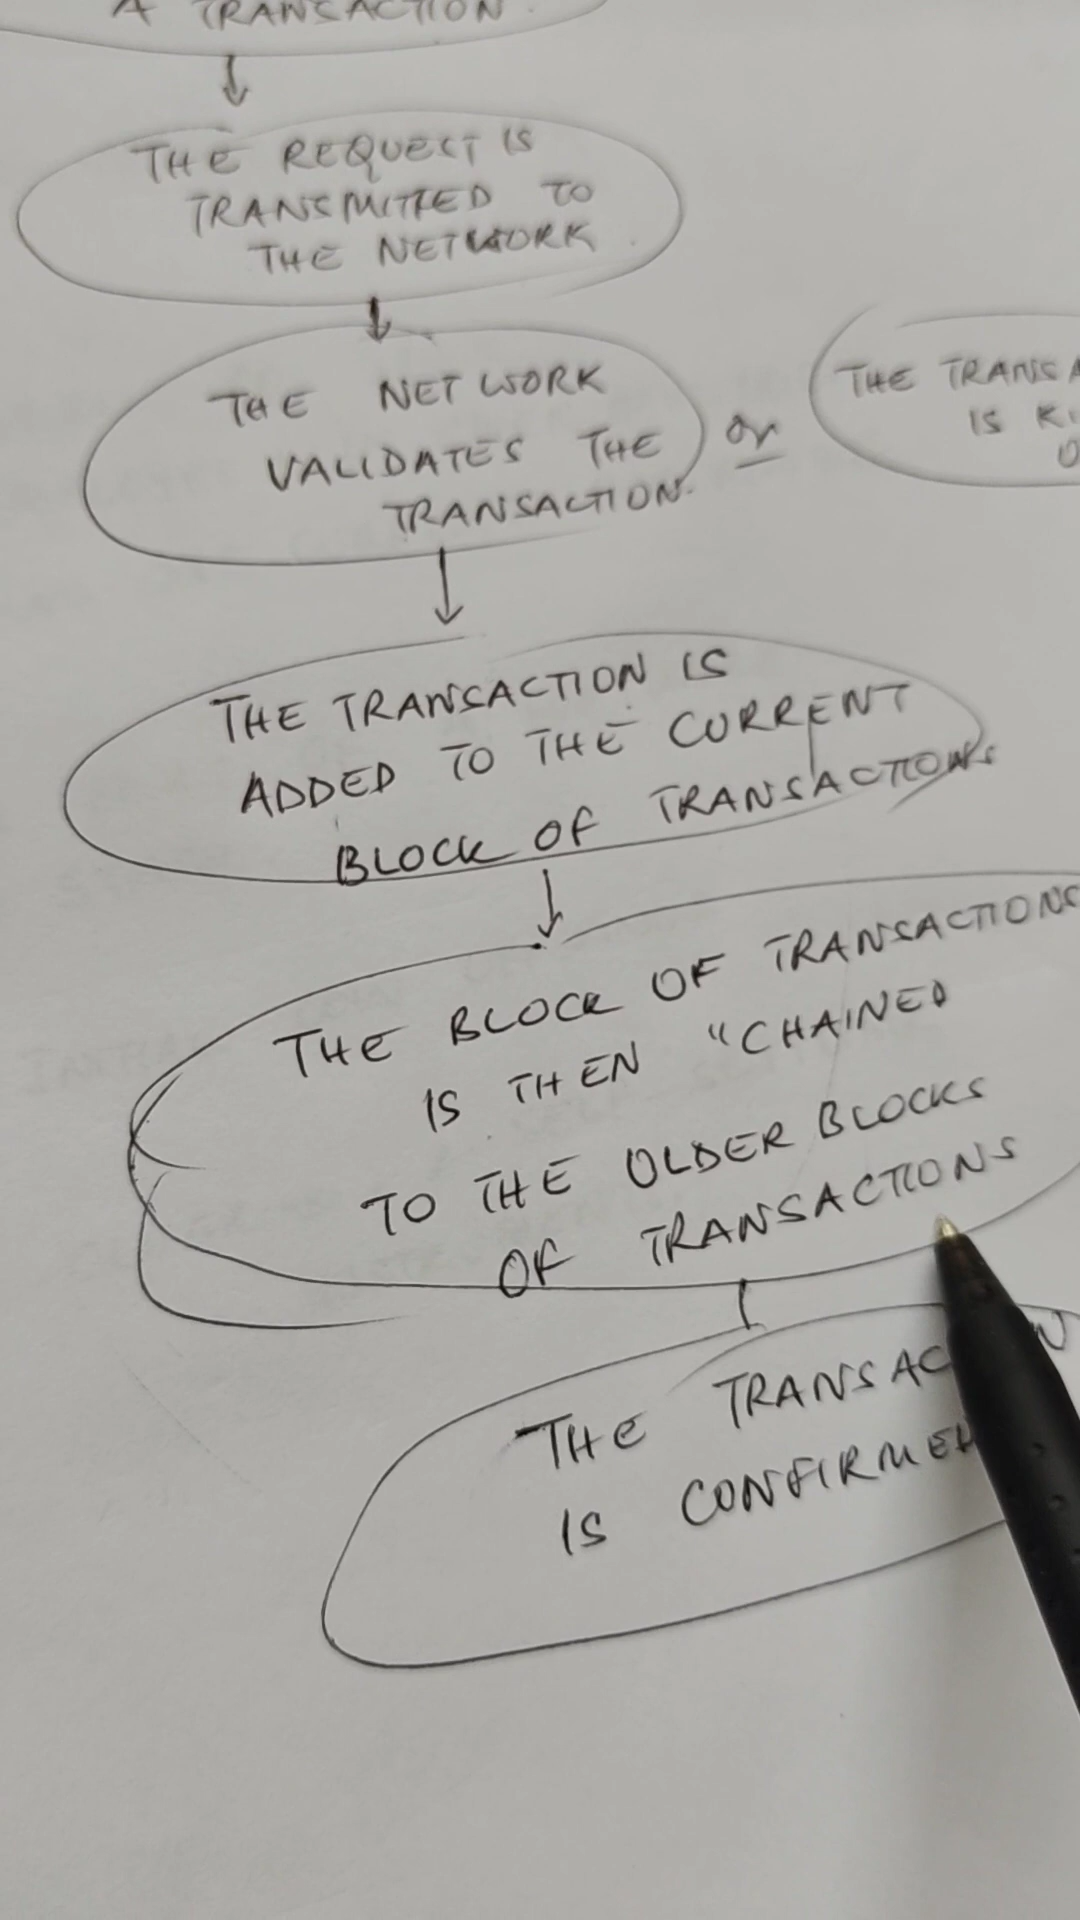 A TRANSACTION.
THE REQUEST IS
TRANSMITTED TO
THE NETWORK.
THE NETWORK
VALIDATES THE
TRANSACTION.
or
THE TRANSA
IS
THE TRANSACTION IS
ADDED TO THE CURRENT
BLOCK OF TRANSACTIONS
THE BLOCK OF TRANSACTIONS
IS THEN "CHAINED
TO THE OLDER BLOCKS
OF TRANSACTIONS
THE TRANSAC N
IS CONFIRME